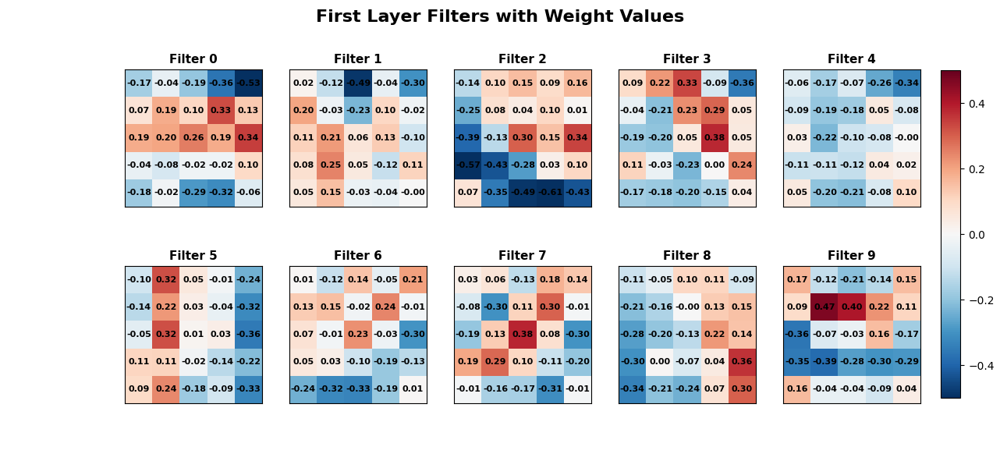 First Layer Filters with Weight Values
Filter 0 Filter 1 Filter 2 Filter 3 Filter 4
-0.17 -0.04 -0.19 -0.36 -0.53 0.02 -0.12 -0.49 -0.04 -0.30 -0.14 0.10 0.15 0.09 0.16 0.09 0.22 0.33 -0.09 -0.36 -0.06 -0.17 -0.07 -0.26 -0.34
0.4
0.07 0.19 0.10 0.33 0.13 0.20 -0.03 -0.23 0.10 -0.02 -0.25 0.08 0.04 0.10 0.01 -0.04 -0.21 0.23 0.29 0.05 -0.09 -0.19 -0.18 0.05 -0.08
0.19 0.20 0.26 0.19 0.34 0.11 0.21 0.06 0.13 -0.10 -0.39 -0.13 0.30 0.15 0.34 -0.19 -0.20 0.05 0.38 0.05 0.03 -0.22 -0.10 -0.08 -0.00
-0.04 -0.08 -0.02 -0.02 0.10 0.08 0.25 0.05 -0.12 0.11 -0.57 -0.43 -0.28 0.03 0.10 0.11 -0.03 -0.23 0.00 0.24 -0.11 -0.11 -0.12 0.04 0.02
0.2
-0.18 -0.02 -0.29 -0.32 -0.06 0.05 0.15 -0.03 -0.04 -0.00 0.07 -0.35 -0.49 -0.61 -0.43 -0.17 -0.18 -0.20 -0.15 0.04 0.05 -0.20 -0.21 -0.08 0.10
0.0
Filter 5 Filter 6 Filter 7 Filter 8 Filter 9
-0.10 0.32 0.05 -0.01 -0.24 0.01 -0.12 0.14 -0.05 0.21 0.03 0.06 -0.13 0.18 0.14 -0.11 -0.05 0.10 0.11 -0.09 0.17 -0.12 -0.21 -0.14 0.15
−0.2
-0.14 0.22 0.03 -0.04 -0.32 0.13 0.15 -0.02 0.24 -0.01 -0.08 -0.30 0.11 0.30 -0.01 -0.21 -0.16 -0.00 0.13 0.15 0.09 0.47 0.40 0.22 0.11
-0.05 0.32 0.01 0.03 -0.36 0.07 -0.01 0.23 -0.03 -0.30 -0.19 0.13 0.38 0.08 -0.30 -0.28 -0.20 -0.13 0.22 0.14 -0.36 -0.07 -0.03 0.16 -0.17
0.11 0.11 -0.02 -0.14 -0.22 0.05 0.03 -0.10 -0.19 -0.13 0.19 0.29 0.10 -0.11 -0.20 -0.30 0.00 -0.07 0.04 0.36 -0.35 -0.39 -0.28 -0.30 -0.29
−0.4
0.09 0.24 -0.18 -0.09 -0.33 -0.24 -0.32 -0.33 -0.19 0.01 -0.01 -0.16 -0.17 -0.31 -0.01 -0.34 -0.21 -0.24 0.07 0.30 0.16 -0.04 -0.04 -0.09 0.04